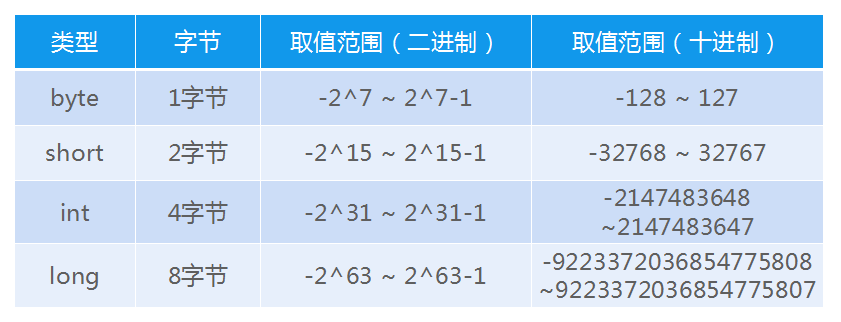 类型 字节 取值范围（二进制） 取值范围（十进制）
byte 1字节 -2^7 ~ 2^7-1 -128 ~ 127
short 2字节 -2^15 ~ 2^15-1 -32768 ~ 32767
int 4字节 -2^31 ~ 2^31-1 -2147483648
~2147483647
long 8字节 -2^63 ~ 2^63-1 -9223372036854775808
~9223372036854775807